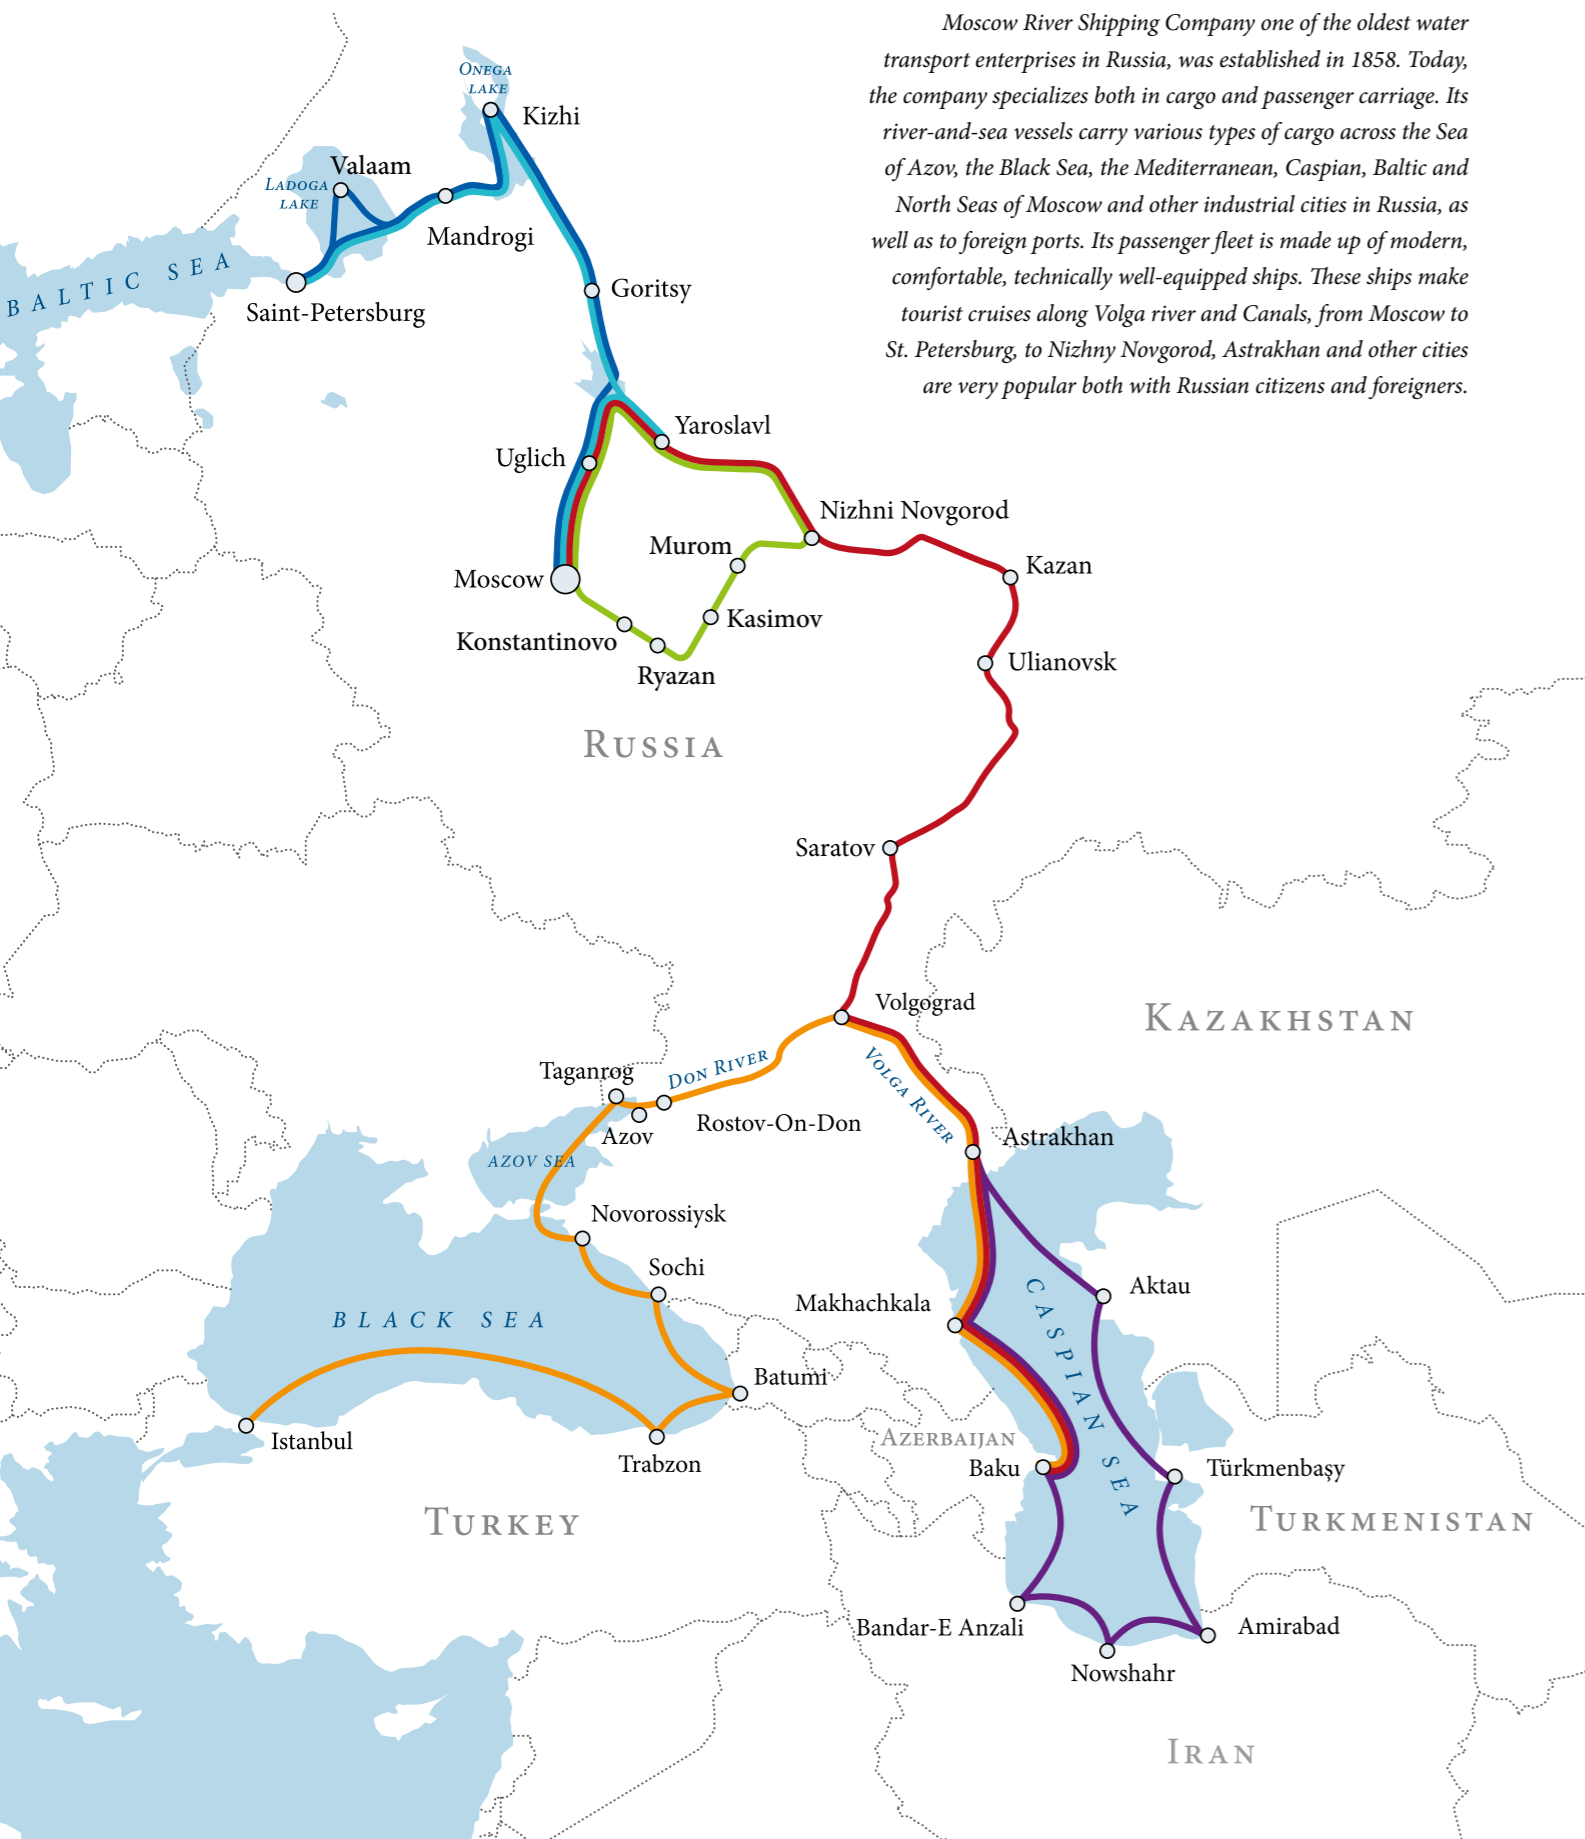 Moscow River Shipping Company one of the oldest water
transport enterprises in Russia, was established in 1858. Today,
the company specializes both in cargo and passenger carriage. Its
river-and-sea vessels carry various types of cargo across the Sea
of Azov, the Black Sea, the Mediterranean, Caspian, Baltic and
North Seas of Moscow and other industrial cities in Russia, as
well as to foreign ports. Its passenger fleet is made up of modern,
comfortable, technically well-equipped ships. These ships make
tourist cruises along Volga river and Canals, from Moscow to
St. Petersburg, to Nizhny Novgorod, Astrakhan and other cities
are very popular both with Russian citizens and foreigners.
Onega
lake
Kizhi
Valaam
Ladoga
lake
Mandrogi
BALTIC SEA
Saint-Petersburg
Goritsy
Yaroslavl
Uglich
Nizhni Novgorod
Murom
Kazan
Moscow
Kasimov
Konstantinovo
Ryazan
Ulianovsk
Russia
Saratov
Volgograd
Kazakhstan
Don River
Volga River
Taganrog
Azov
Rostov-On-Don
Astrakhan
AZOV SEA
Novorossiysk
Sochi
Aktau
Makhachkala
BLACK SEA
CASPIAN SEA
Batumi
Istanbul
Azerbaijan
Trabzon
Baku
Türkmenbaşy
Turkey
Turkmenistan
Bandar-E Anzali
Amirabad
Nowshahr
Iran